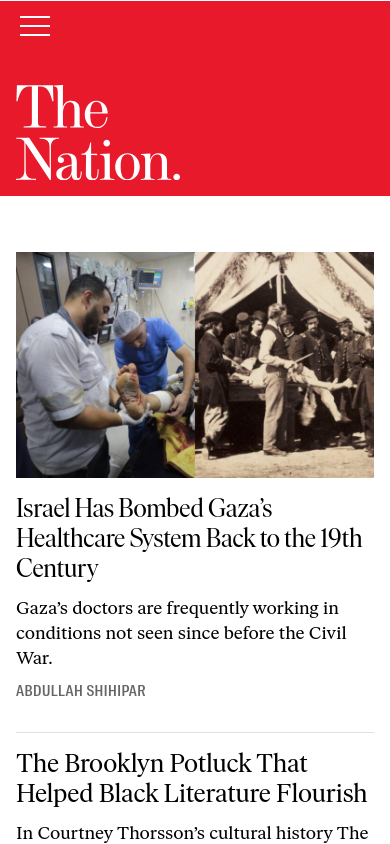 The
Nation.
Israel Has Bombed Gaza’s
Healthcare System Back to the 19th
Century
Gaza’s doctors are frequently working in
conditions not seen since before the Civil
War.
ABDULLAH SHIHIPAR
The Brooklyn Potluck That
Helped Black Literature Flourish
In Courtney Thorsson’s cultural history The